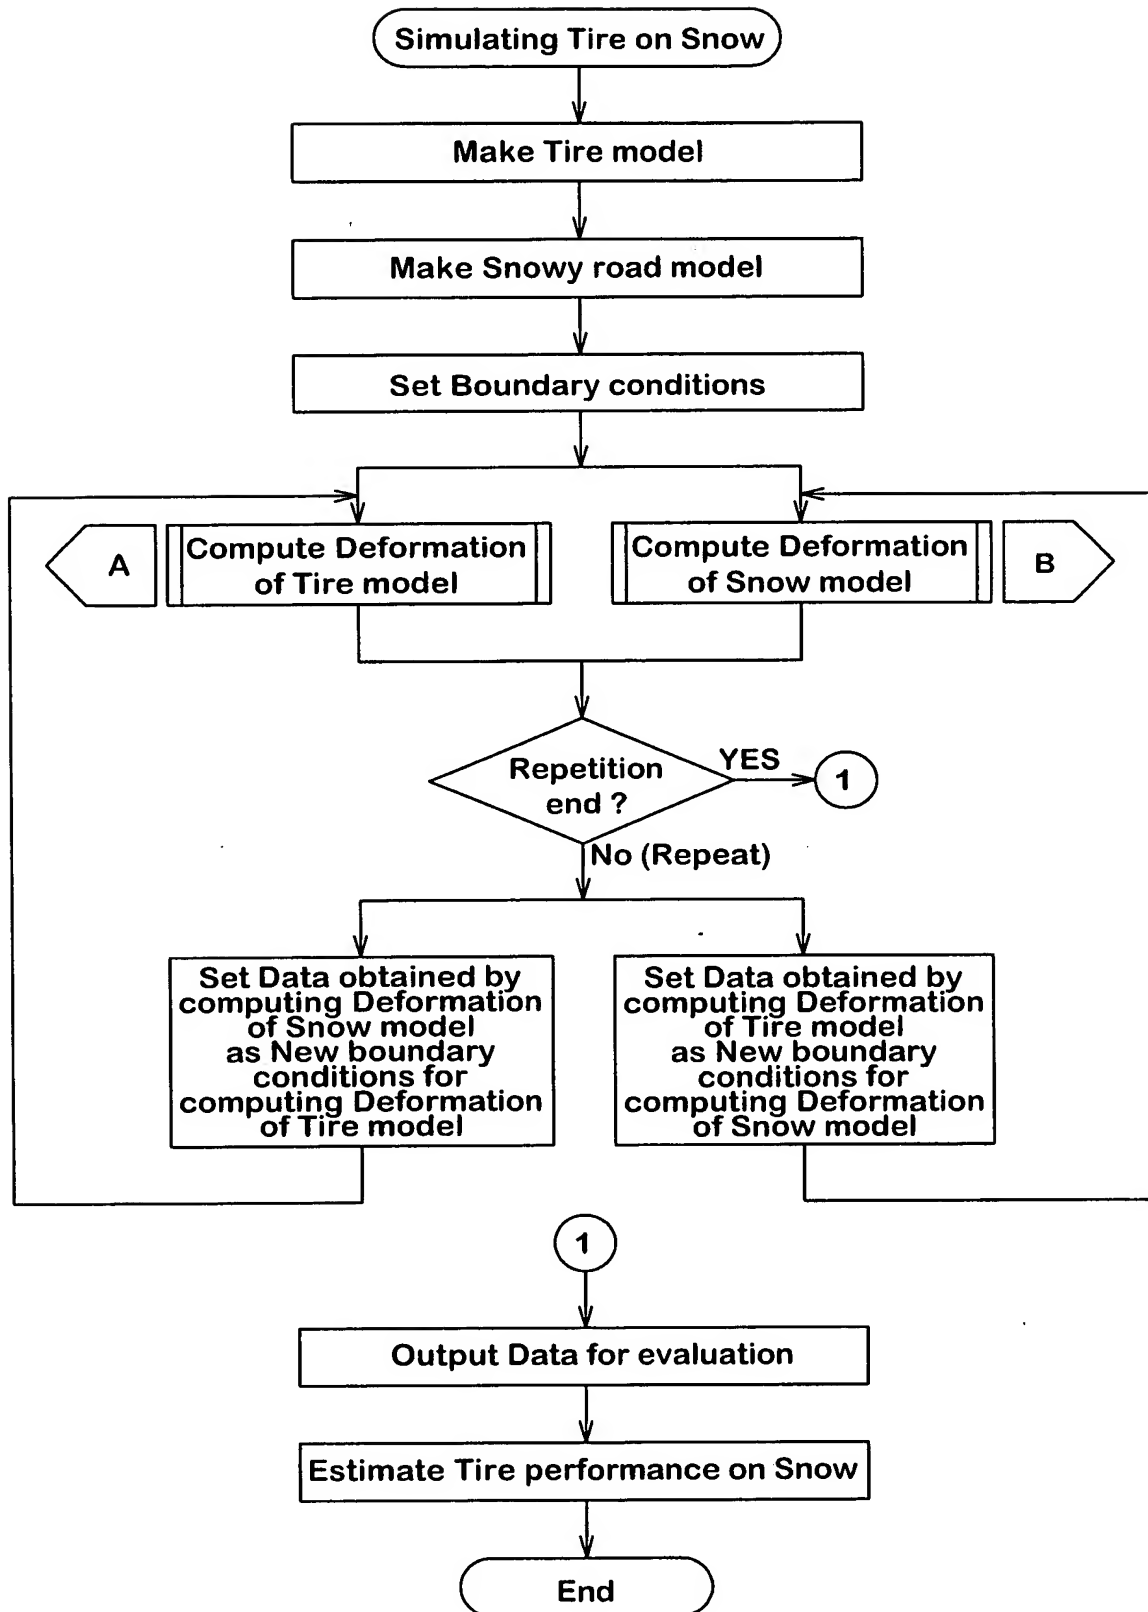 Simulating Tire on Snow
Make Tire model
Make Snowy road model
Set Boundary conditions
A
Compute Deformation
of Tire model
Compute Deformation
of Snow model
B
Repetition
end ?
YES
1
No (Repeat)
Set Data obtained by
computing Deformation
of Snow model
as New boundary
conditions for
computing Deformation
of Tire model
Set Data obtained by
computing Deformation
of Tire model
as New boundary
conditions for
computing Deformation
of Snow model
1
Output Data for evaluation
Estimate Tire performance on Snow
End